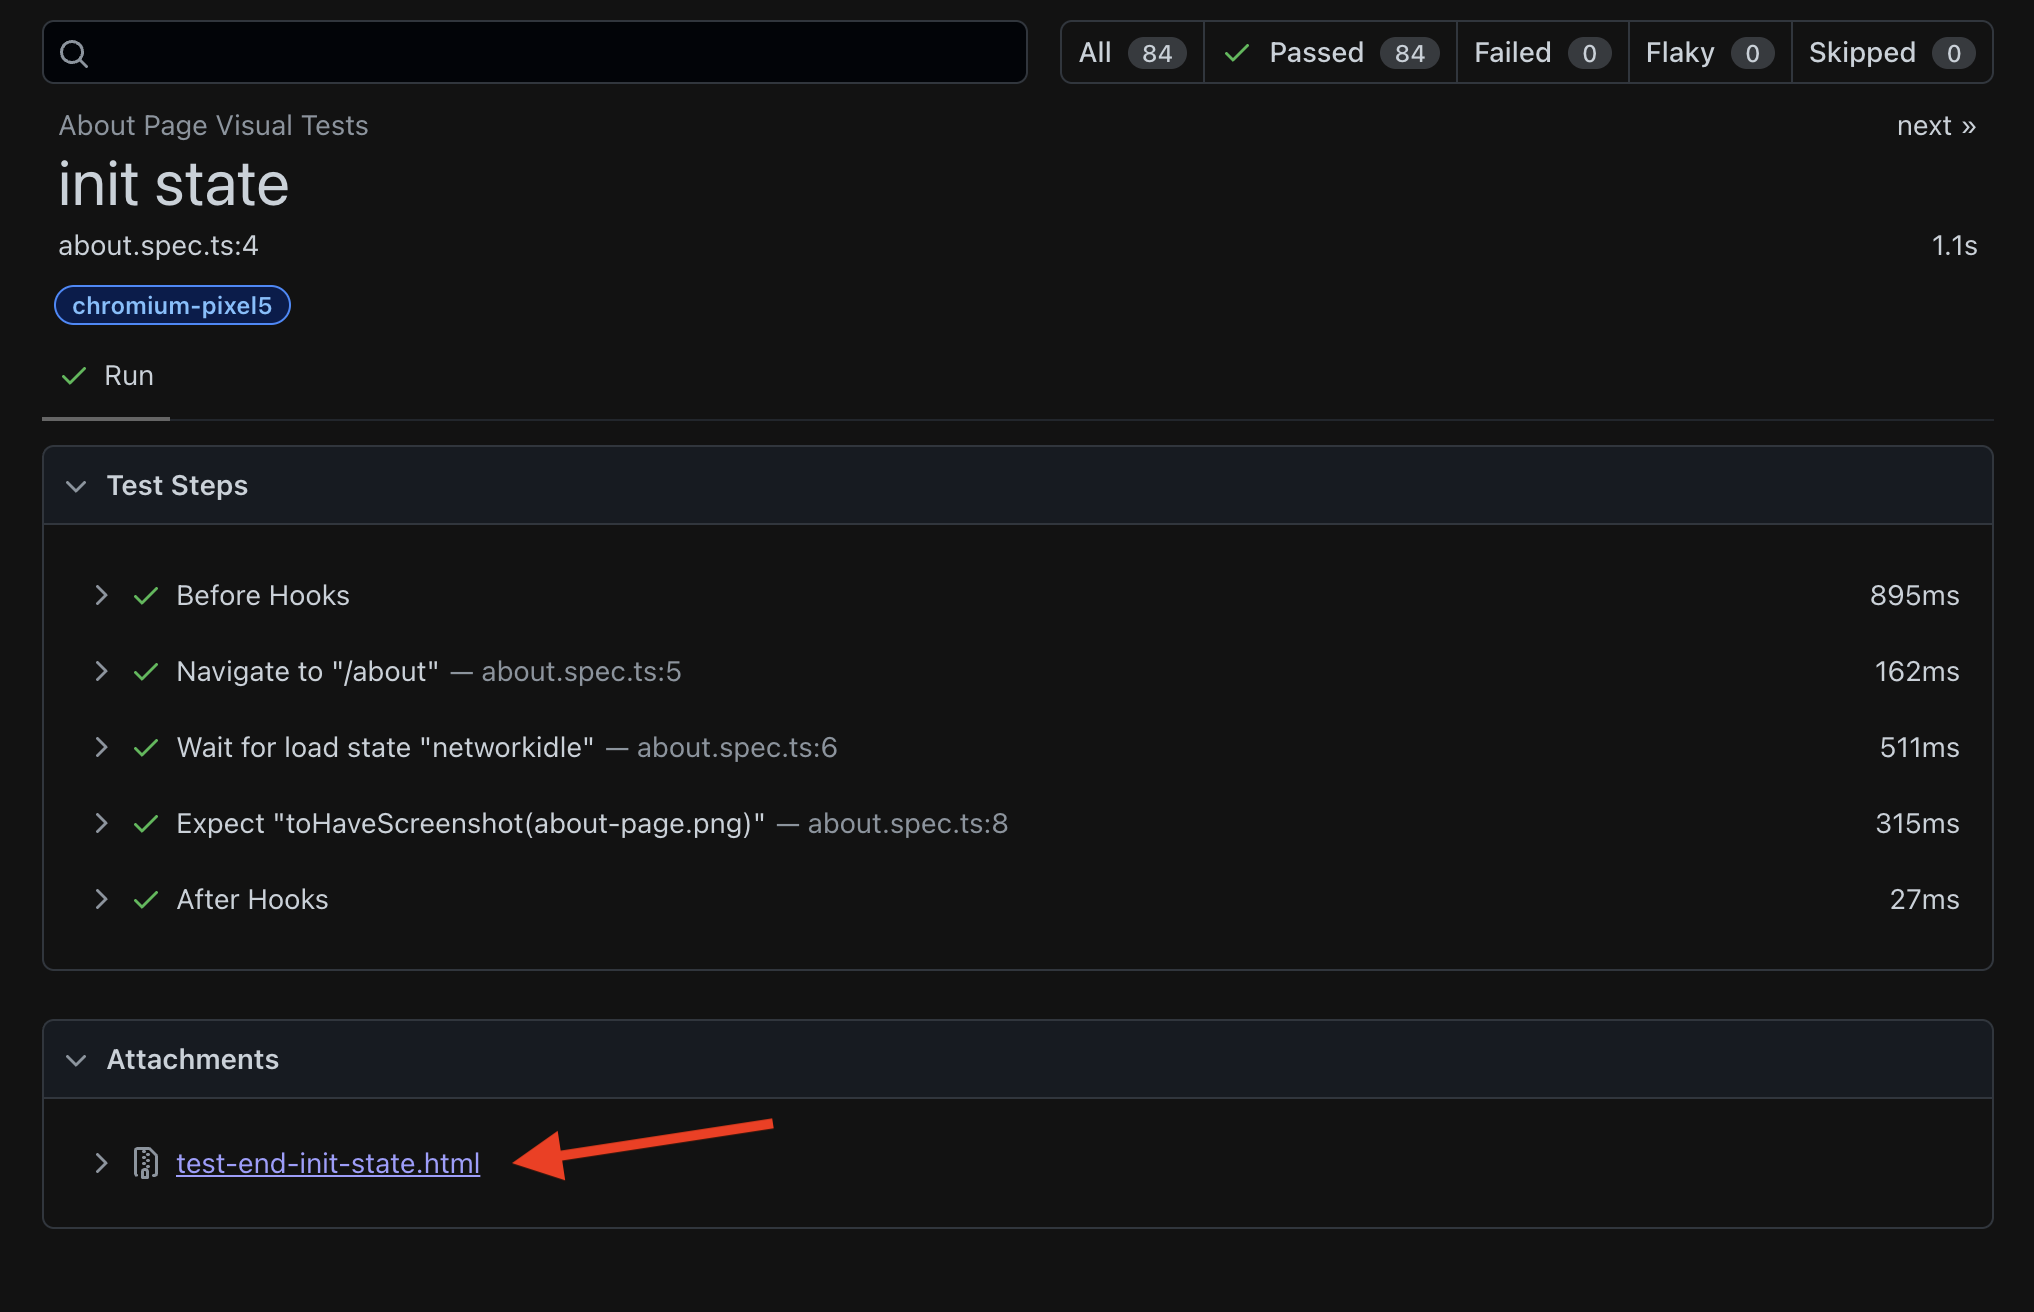 All 84 Passed 84 Failed 0 Flaky 0 Skipped 0
About Page Visual Tests next »
init state
about.spec.ts:4 1.1s
chromium-pixel5
Run
Test Steps
Before Hooks 895ms
Navigate to "/about" — about.spec.ts:5 162ms
Wait for load state "networkidle" — about.spec.ts:6 511ms
Expect "toHaveScreenshot(about-page.png)" — about.spec.ts:8 315ms
After Hooks 27ms
Attachments
test-end-init-state.html